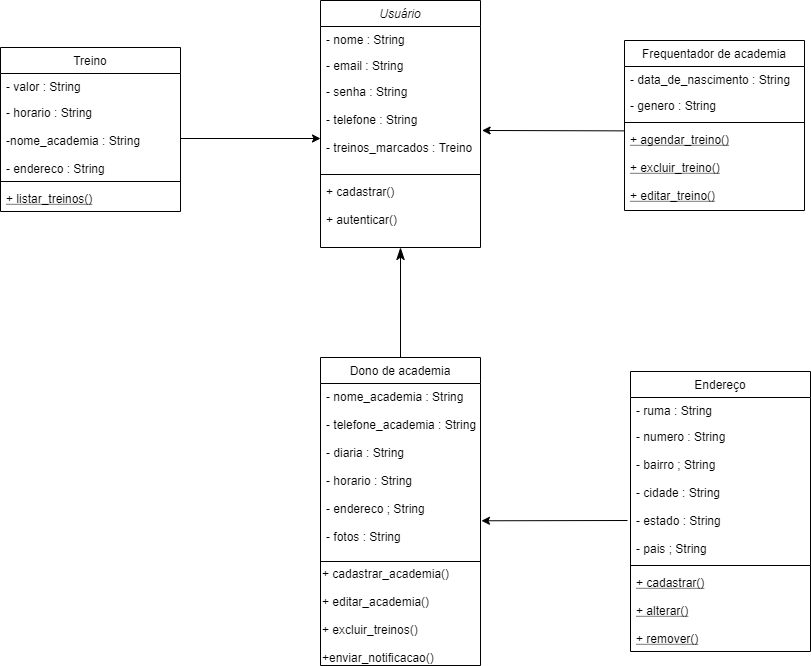 Usuário
- nome : String
- email : String
- senha : String
- telefone : String
- treinos_marcados : Treino
+ cadastrar()
+ autenticar()
Treino
- valor : String
- horario : String
-nome_academia : String
- endereco : String
+ listar_treinos()
Frequentador de academia
- data_de_nascimento : String
- genero : String
+ agendar_treino()
+ excluir_treino()
+ editar_treino()
Dono de academia
- nome_academia : String
- telefone_academia : String
- diaria : String
- horario : String
- endereco ; String
- fotos : String
+ cadastrar_academia()
+ editar_academia()
+ excluir_treinos()
+enviar_notificacao()
Endereço
- ruma : String
- numero : String
- bairro ; String
- cidade : String
- estado : String
- pais ; String
+ cadastrar()
+ alterar()
+ remover()